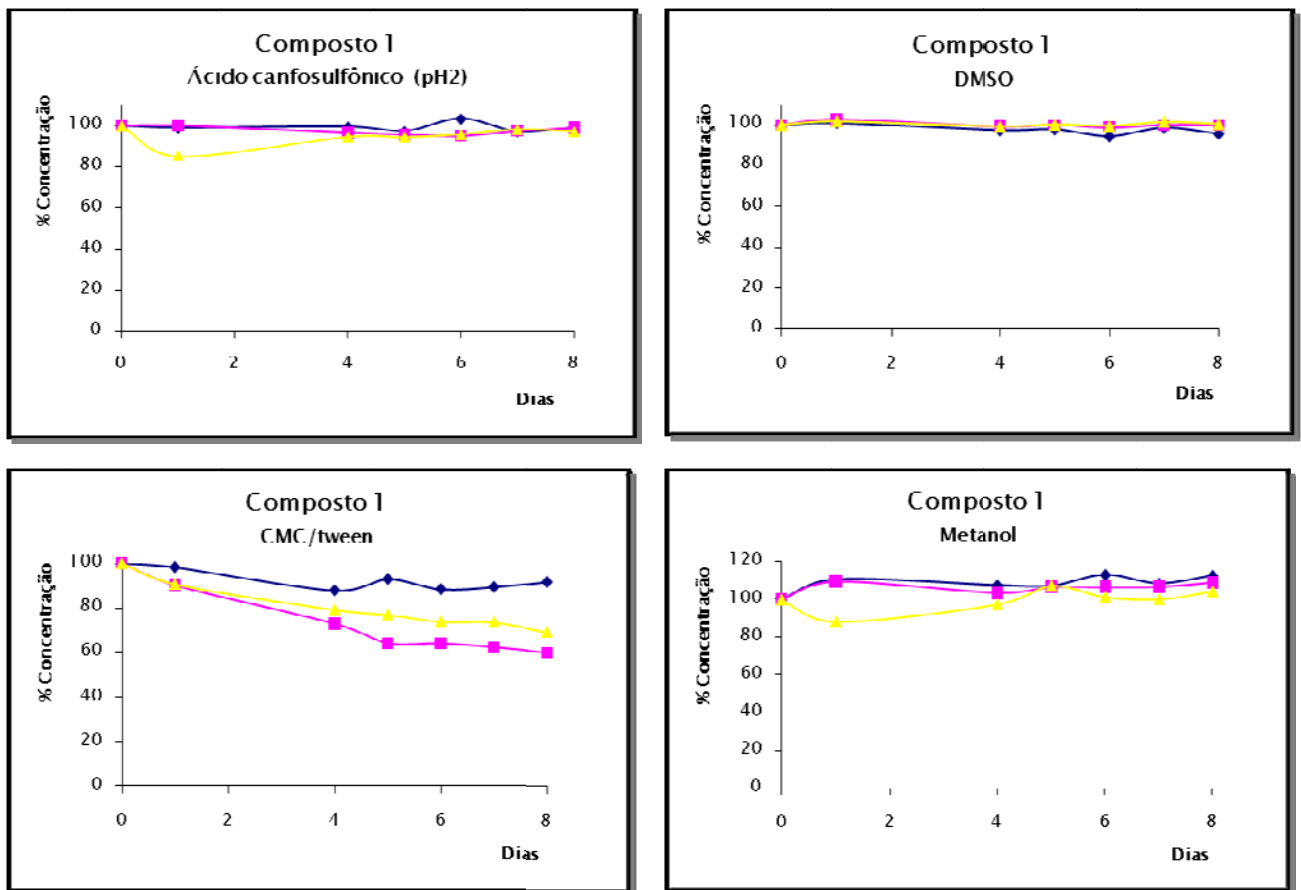 Composto 1
Ácido canfosulfônico (pH2)
% Concentração
100
80
60
40
20
0
0 2 4 6 8
Dias
Composto 1
DMSO
% Concentração
100
80
60
40
20
0
0 2 4 6 8
Dias
Composto 1
CMC/tween
% Concentração
100
80
60
40
20
0
0 2 4 6 8
Dias
Composto 1
Metanol
% Concentração
120
100
80
60
40
20
0
0 2 4 6 8
Dias